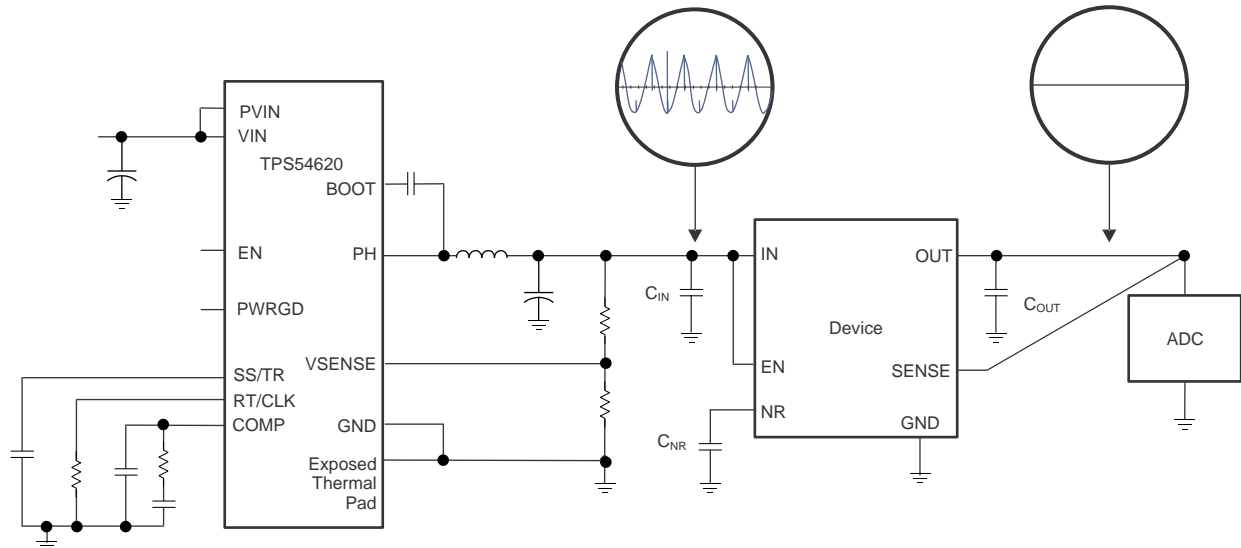 PVIN
VIN
TPS54620
BOOT
EN
PH
PWRGD
VSENSE
SS/TR
RT/CLK
COMP
GND
Exposed
Thermal
Pad
CIN
IN
OUT
Device
COUT
ADC
EN
SENSE
NR
GND
CNR